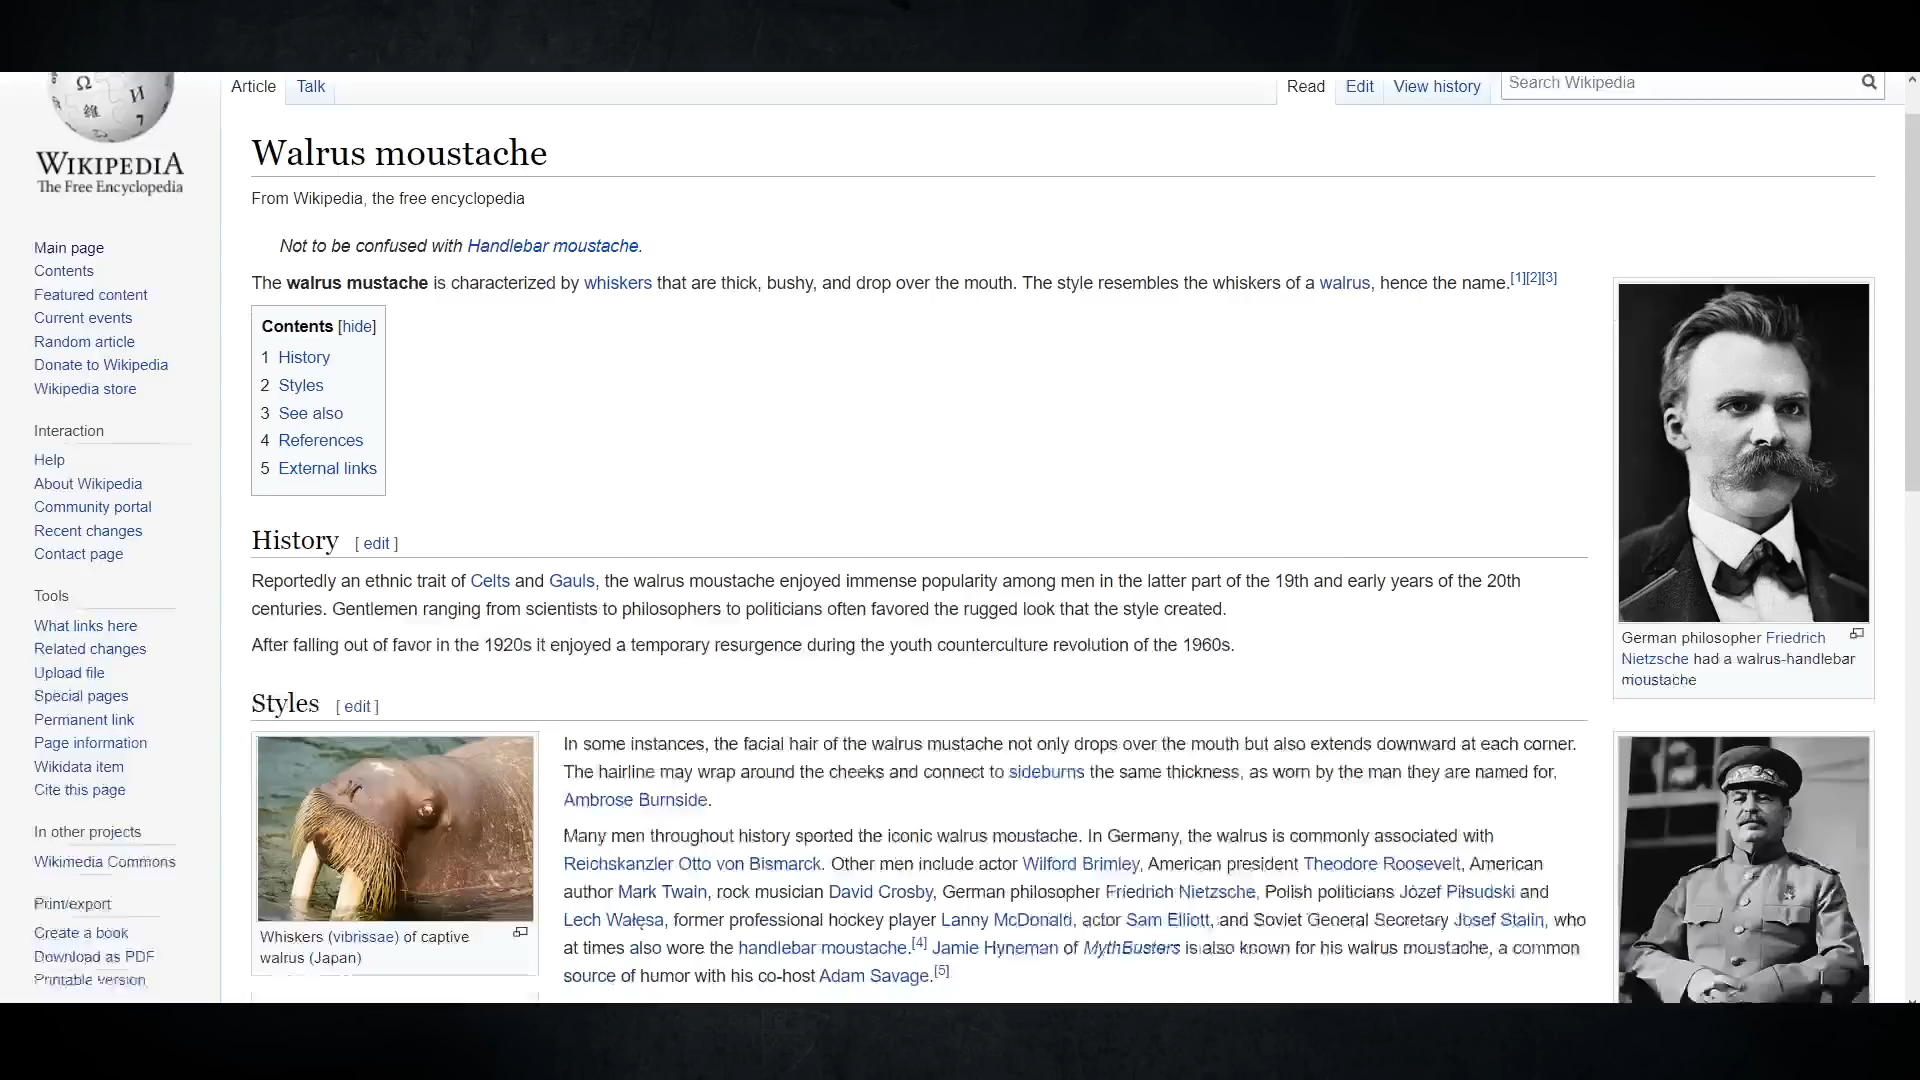 Ω
И
維
7
WIKIPEDIA
The Free Encyclopedia
Main page
Contents
Featured content
Current events
Random article
Donate to Wikipedia
Wikipedia store
Interaction
Help
About Wikipedia
Community portal
Recent changes
Contact page
Tools
What links here
Related changes
Upload file
Special pages
Permanent link
Page information
Wikidata item
Cite this page
In other projects
Wikimedia Commons
Print/export
Create a book
Download as PDF
Printable version
Article Talk
Read Edit View history
Search Wikipedia
Walrus moustache
From Wikipedia, the free encyclopedia
Not to be confused with Handlebar moustache.
The walrus mustache is characterized by whiskers that are thick, bushy, and drop over the mouth. The style resembles the whiskers of a walrus, hence the name.[1][2][3]
Contents [hide]
1 History
2 Styles
3 See also
4 References
5 External links
History [ edit ]
Reportedly an ethnic trait of Celts and Gauls, the walrus moustache enjoyed immense popularity among men in the latter part of the 19th and early years of the 20th
centuries. Gentlemen ranging from scientists to philosophers to politicians often favored the rugged look that the style created.
After falling out of favor in the 1920s it enjoyed a temporary resurgence during the youth counterculture revolution of the 1960s.
German philosopher Friedrich
Nietzsche had a walrus-handlebar
moustache
Styles [ edit ]
Whiskers (vibrissae) of captive
walrus (Japan)
In some instances, the facial hair of the walrus mustache not only drops over the mouth but also extends downward at each corner.
The hairline may wrap around the cheeks and connect to sideburns the same thickness, as worn by the man they are named for,
Ambrose Burnside.
Many men throughout history sported the iconic walrus moustache. In Germany, the walrus is commonly associated with
Reichskanzler Otto von Bismarck. Other men include actor Wilford Brimley, American president Theodore Roosevelt, American
author Mark Twain, rock musician David Crosby, German philosopher Friedrich Nietzsche, Polish politicians Józef Piłsudski and
Lech Wałęsa, former professional hockey player Lanny McDonald, actor Sam Elliott, and Soviet General Secretary Josef Stalin, who
at times also wore the handlebar moustache.[4] Jamie Hyneman of MythBusters is also known for his walrus moustache, a common
source of humor with his co-host Adam Savage.[5]